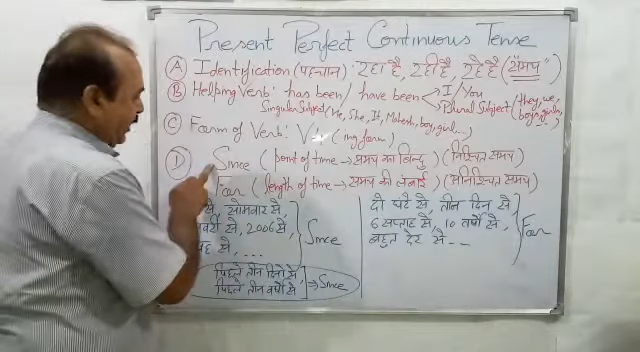 Present Perfect Continuous Tense
(A) Identification (पहचान) : रहा है, रही है, रहे है ( "समय" )
(B) Helping Verb: has been / have been < I / You
Singular Subject (He, She, It, Mahesh, boy, girl, ...
Plural Subject (they, we, boys, girls, ...
(C) Form of Verb: V' (ing form)
(D) Since (point of time → समय का बिन्दु) (निश्चित समय)
For (length of time → समय की लंबाई) (अनिश्चित समय)
से, सोमवार से,
से, 2006 से,
से, ...
Since
पिछले तीन दिनों से,
पिछले तीन वर्षों से
⇒ Since
दो घंटे से, तीन दिन से
6 सप्ताह से, 10 वर्षों से,
बहुत देर से ...
For